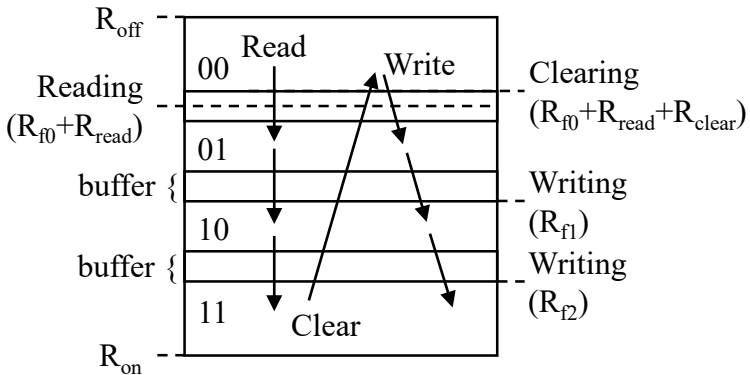 R_off
Read
00
Write
Clearing
(R_f0+R_read+R_clear)
Reading
(R_f0+R_read)
01
buffer {
Writing
(R_f1)
10
buffer {
Writing
(R_f2)
11
Clear
R_on